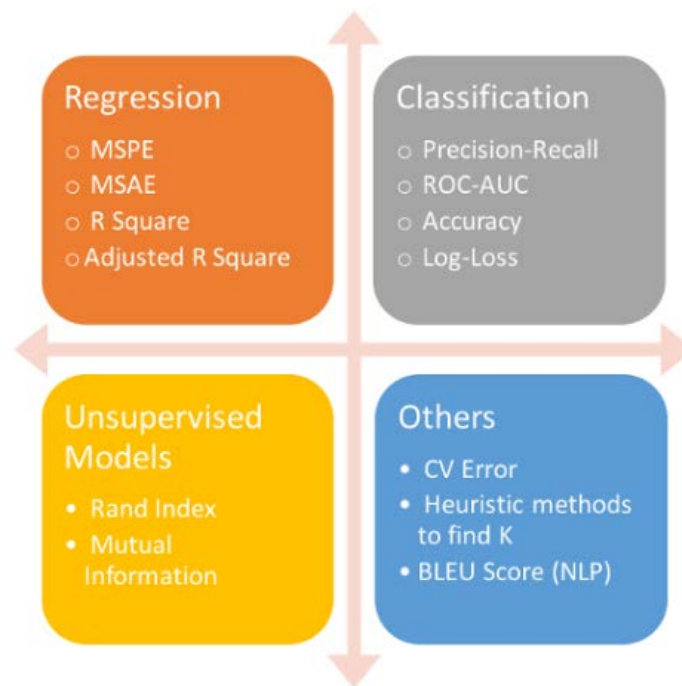 Regression
○ MSPE
○ MSAE
○ R Square
○ Adjusted R Square
Classification
○ Precision-Recall
○ ROC-AUC
○ Accuracy
○ Log-Loss
Unsupervised
Models
• Rand Index
• Mutual
Information
Others
• CV Error
• Heuristic methods
to find K
• BLEU Score (NLP)